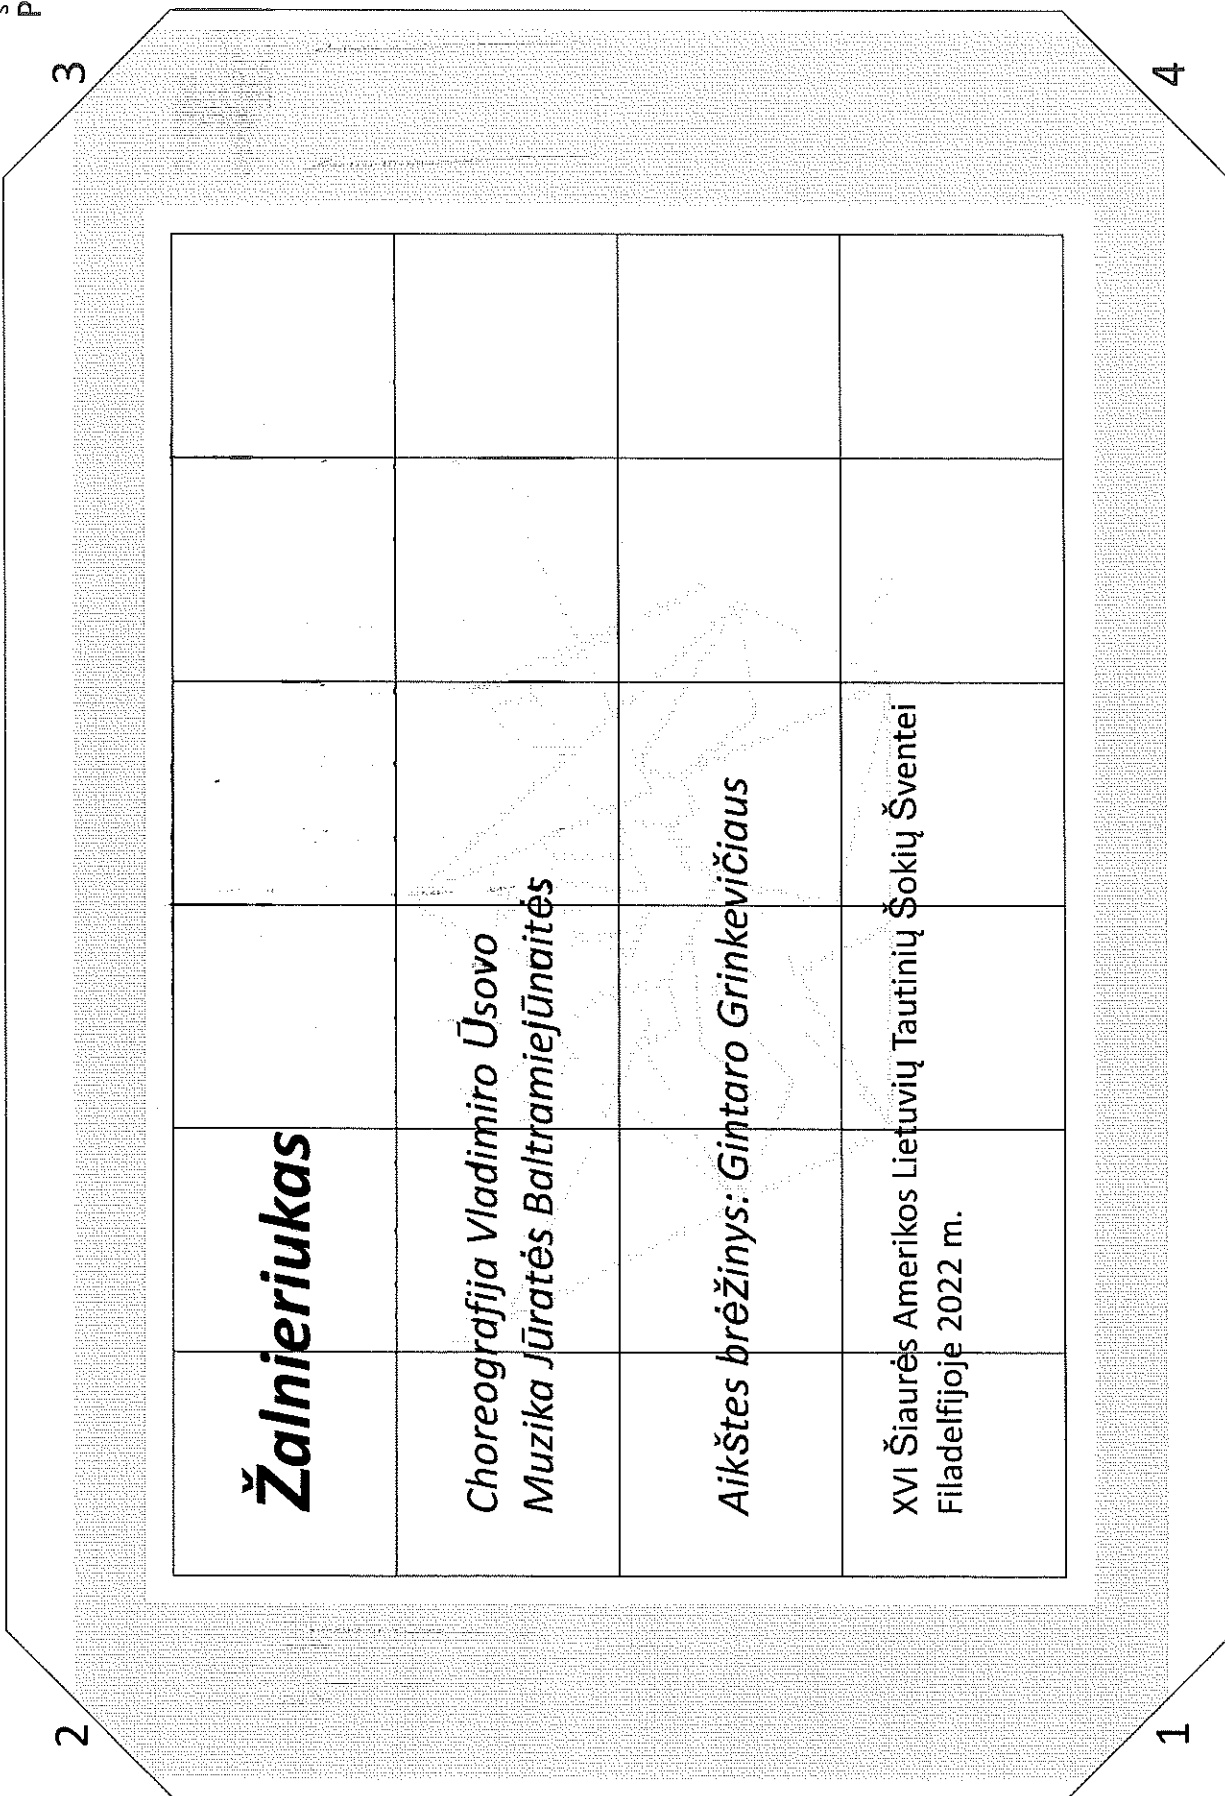 2
3
Žalnieriukas
Choreografija Vladimiro Ūsovo
Muzika Jūratės Baltramiejūnaitės
Aikštes brėžinys: Gintaro Grinkevičiaus
XVI Šiaurės Amerikos Lietuvių Tautinių Šokių Šventei
Filadelfijoje 2022 m.
1
4